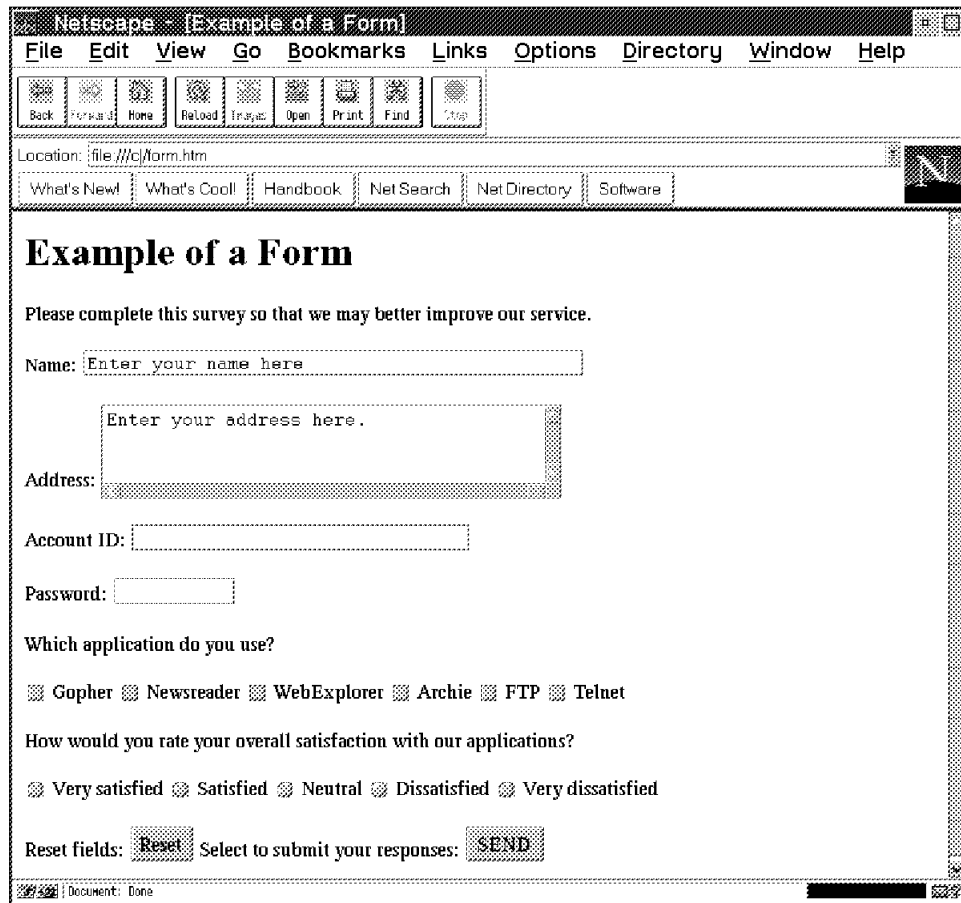 Netscape - [Example of a Form]
File Edit View Go Bookmarks Links Options Directory Window Help
Back Forward Home Reload Images Open Print Find Stop
Location: file:///c|/form.htm
N
What's New! What's Cool! Handbook Net Search Net Directory Software
Example of a Form
Please complete this survey so that we may better improve our service.
Name: Enter your name here
Enter your address here.
Address:
Account ID:
Password:
Which application do you use?
Gopher Newsreader WebExplorer Archie FTP Telnet
How would you rate your overall satisfaction with our applications?
Very satisfied Satisfied Neutral Dissatisfied Very dissatisfied
Reset fields: Reset Select to submit your responses: SEND
Document: Done